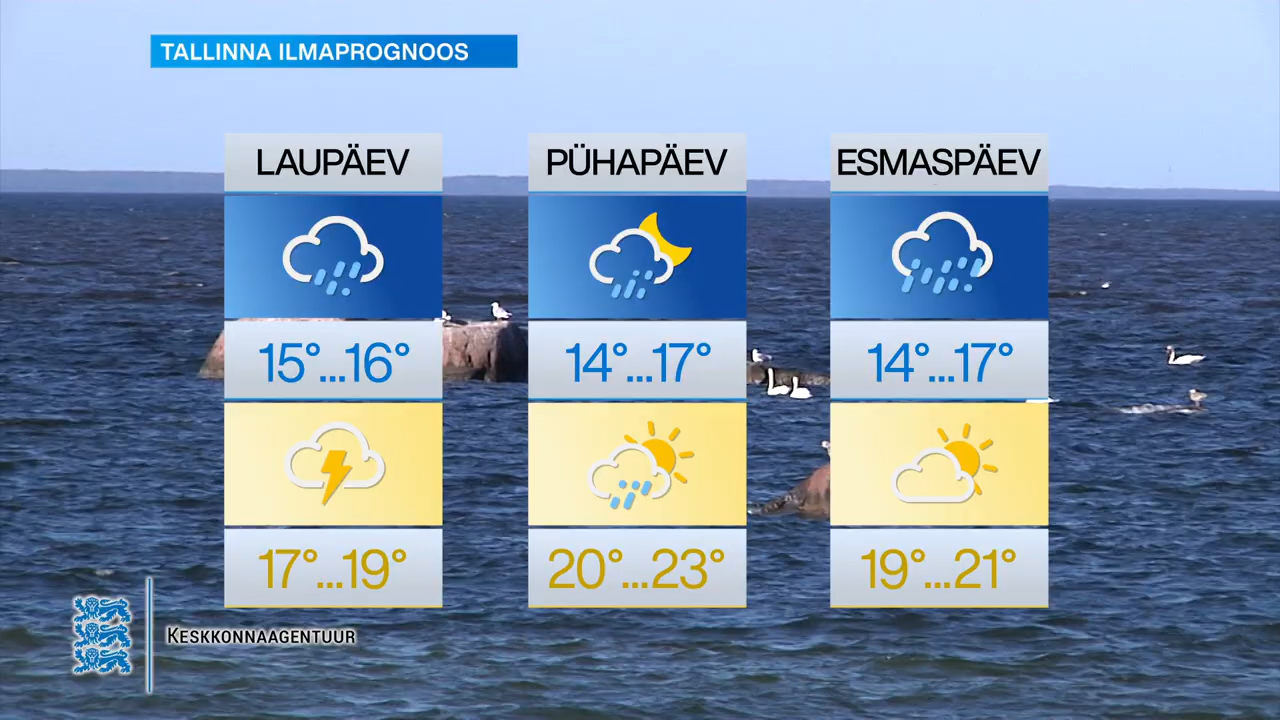 TALLINNA ILMAPROGNOOS
LAUPÄEV
PÜHAPÄEV
ESMASPÄEV
15°...16°
14°...17°
14°...17°
17°...19°
20°...23°
19°...21°
KESKKONNAAGENTUUR